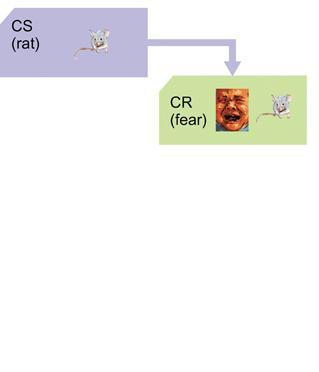 CS
(rat)
CR
(fear)